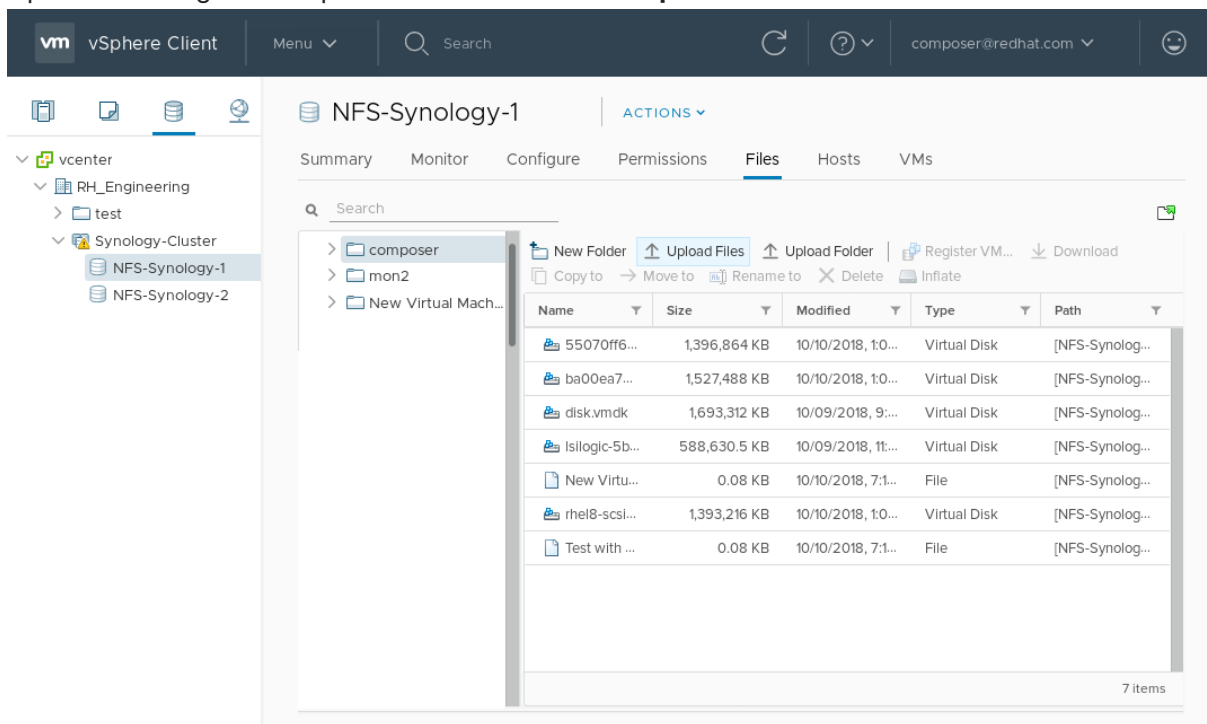 vm vSphere Client Menu Search composer@redhat.com
NFS-Synology-1 ACTIONS
vcenter
RH_Engineering
test
Synology-Cluster
NFS-Synology-1
NFS-Synology-2
Summary Monitor Configure Permissions Files Hosts VMs
Search
composer
mon2
New Virtual Mach...
New Folder Upload Files Upload Folder Register VM... Download
Copy to Move to Rename to Delete Inflate
Name Size Modified Type Path
55070ff6... 1,396,864 KB 10/10/2018, 1:0... Virtual Disk [NFS-Synolog...
ba00ea7... 1,527,488 KB 10/10/2018, 1:0... Virtual Disk [NFS-Synolog...
disk.vmdk 1,693,312 KB 10/09/2018, 9:... Virtual Disk [NFS-Synolog...
lsilogic-5b... 588,630.5 KB 10/09/2018, 11:... Virtual Disk [NFS-Synolog...
New Virtu... 0.08 KB 10/10/2018, 7:1... File [NFS-Synolog...
rhel8-scsi... 1,393,216 KB 10/10/2018, 1:0... Virtual Disk [NFS-Synolog...
Test with ... 0.08 KB 10/10/2018, 7:1... File [NFS-Synolog...
7 items